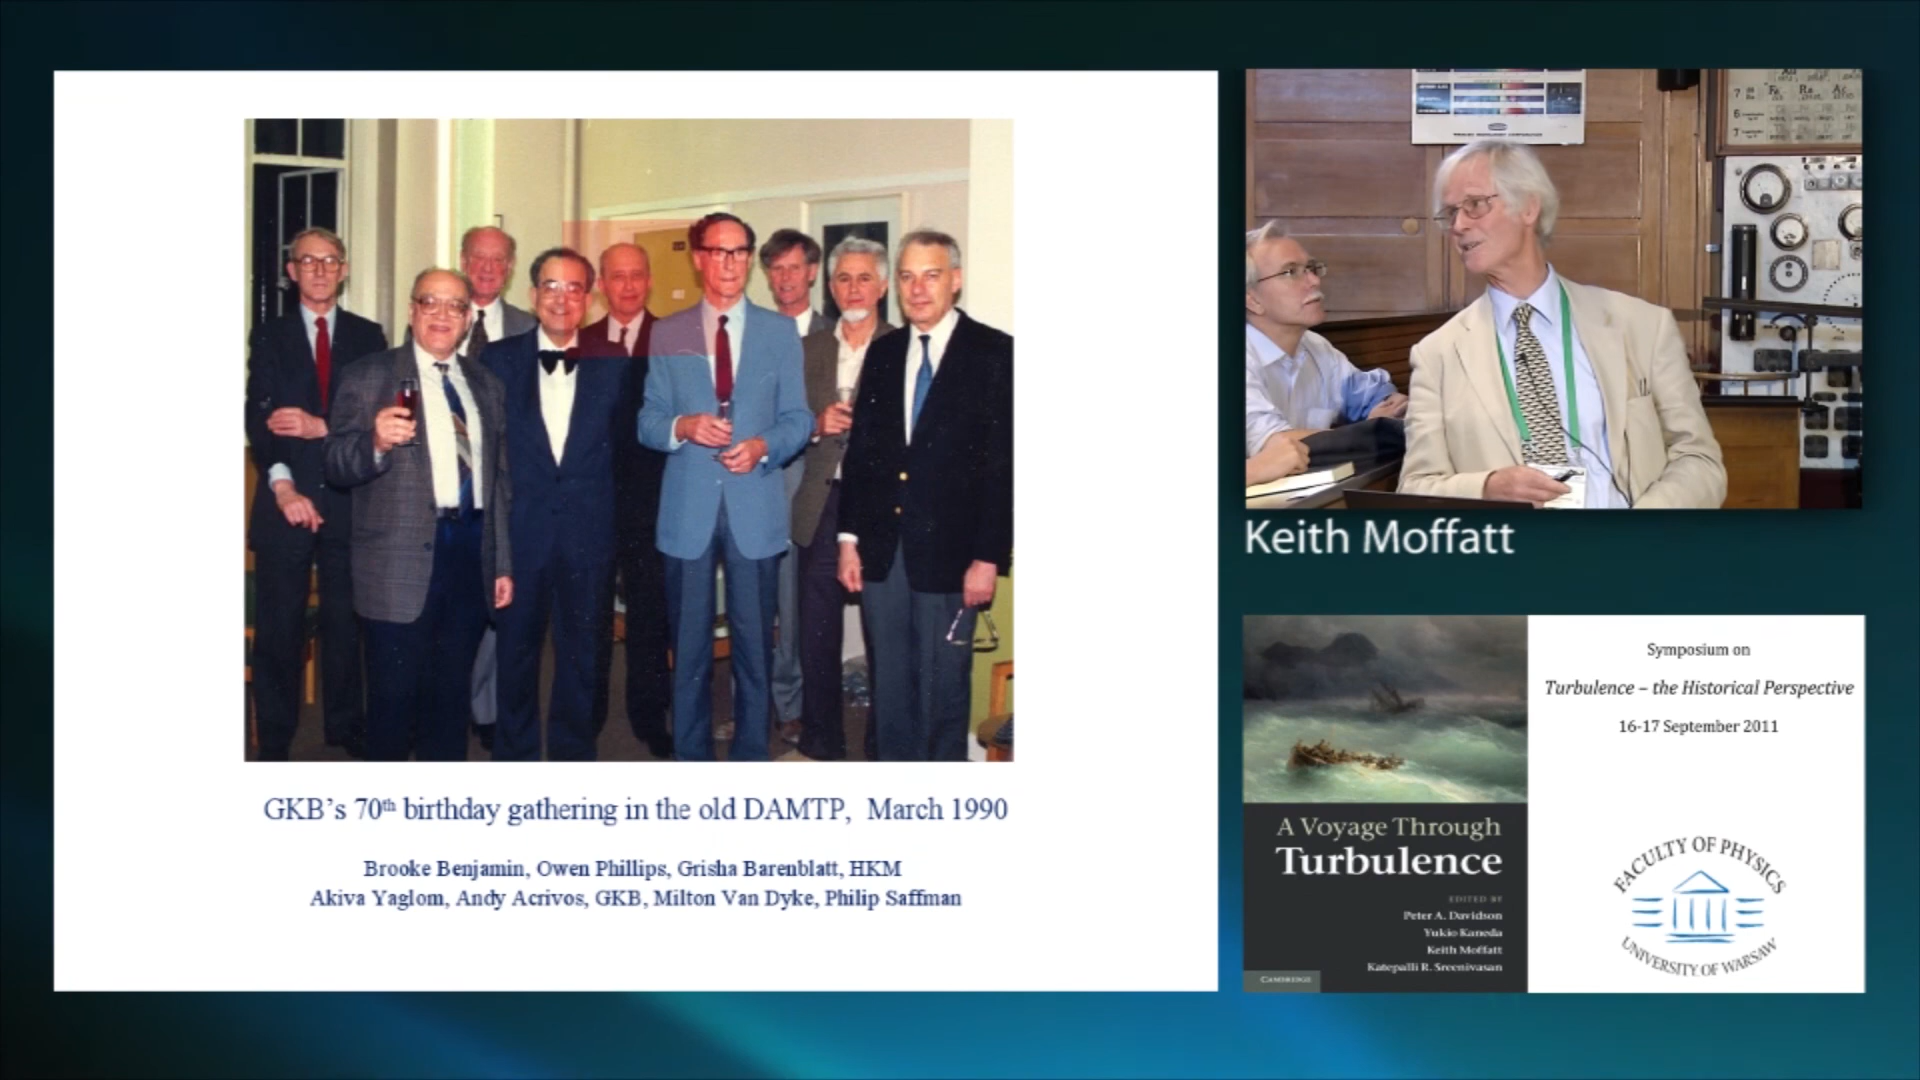 GKB's 70th birthday gathering in the old DAMTP, March 1990
Brooke Benjamin, Owen Phillips, Grisha Barenblatt, HKM
Akiva Yaglom, Andy Acrivos, GKB, Milton Van Dyke, Philip Saffman
Keith Moffatt
A Voyage Through
Turbulence
EDITED BY
Peter A. Davidson
Yukio Kaneda
Keith Moffatt
Katepalli R. Sreenivasan
CAMBRIDGE
Symposium on
Turbulence – the Historical Perspective
16-17 September 2011
FACULTY OF PHYSICS
UNIVERSITY OF WARSAW